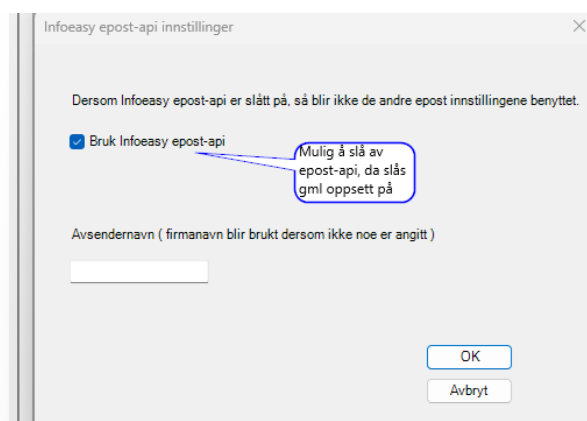 Infoeasy epost-api innstillinger
Dersom Infoeasy epost-api er slått på, så blir ikke de andre epost innstillingene benyttet.
Bruk Infoeasy epost-api
Mulig å slå av
epost-api, da slås
gml oppsett på
Avsendernavn ( firmanavn blir brukt dersom ikke noe er angitt )
OK
Avbryt